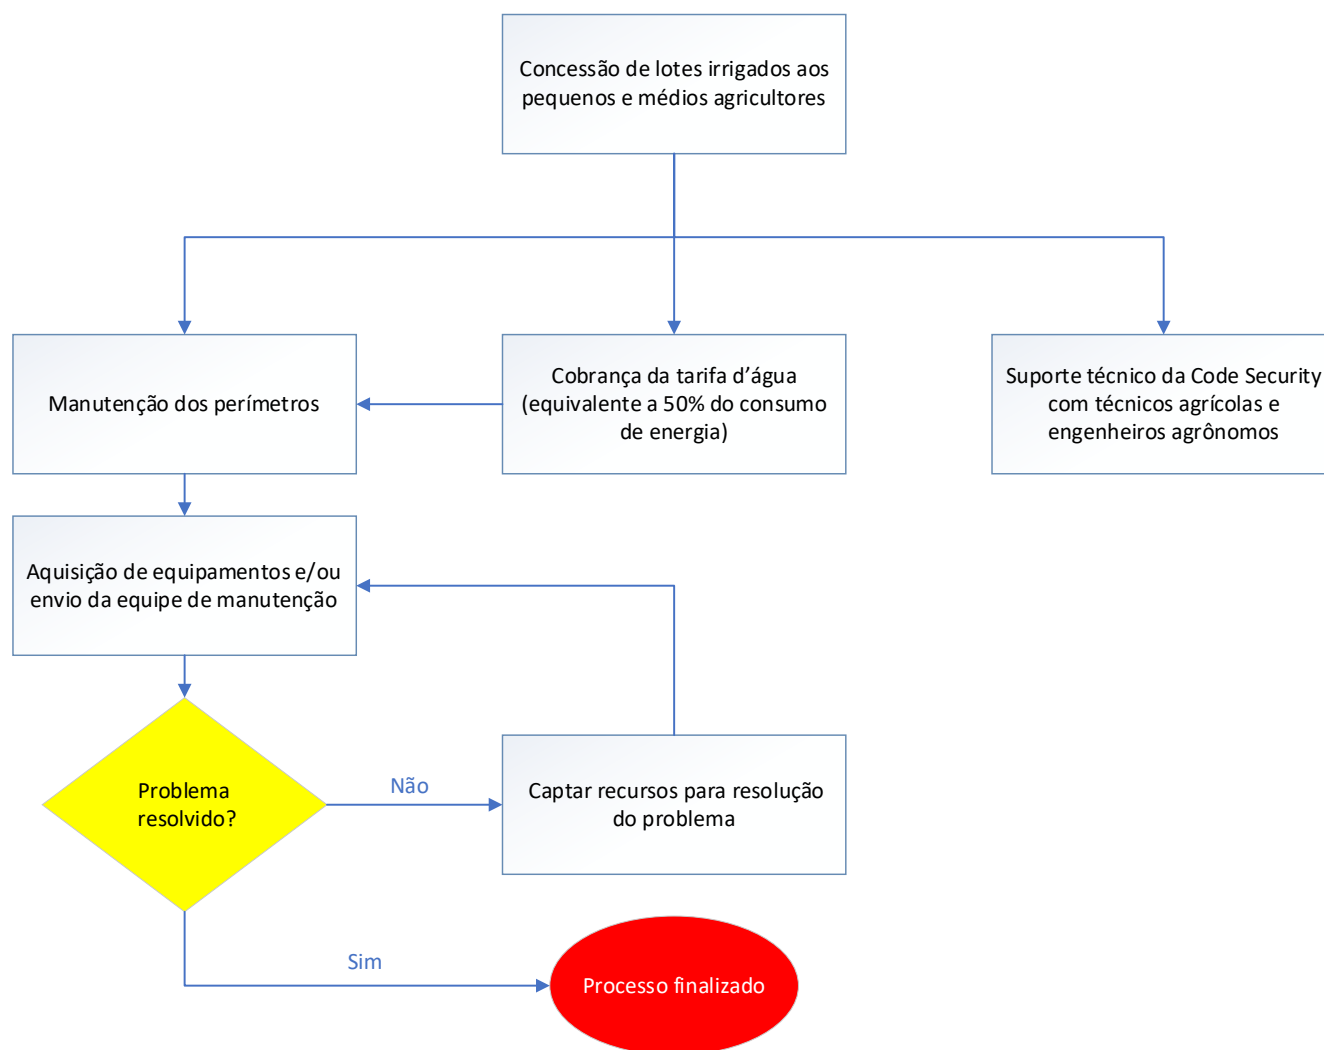 Concessão de lotes irrigados aos
pequenos e médios agricultores
Manutenção dos perímetros
Cobrança da tarifa d’água
(equivalente a 50% do consumo
de energia)
Suporte técnico da Code Security
com técnicos agrícolas e
engenheiros agrônomos
Aquisição de equipamentos e/ou
envio da equipe de manutenção
Problema
resolvido?
Não
Captar recursos para resolução
do problema
Sim
Processo finalizado